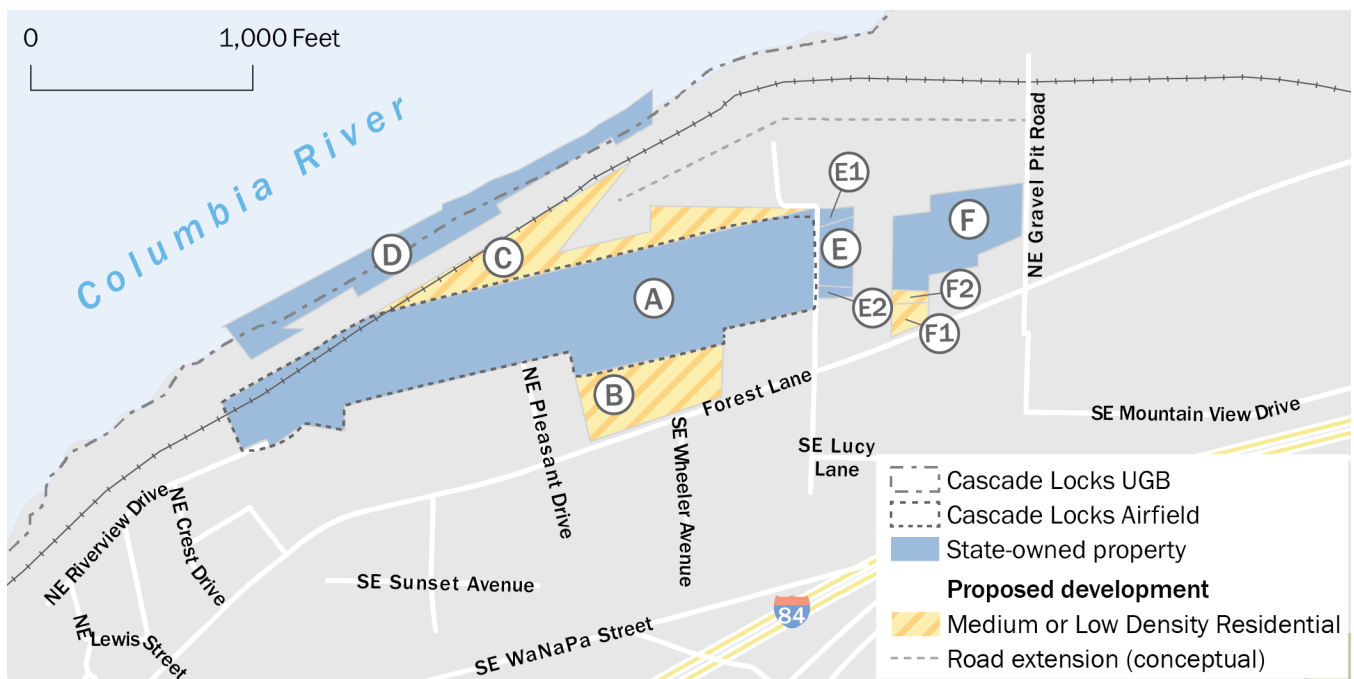 0 1,000 Feet
Columbia River
NE Gravel Pit Road
E1
D
C
A
E
F
E2
F2
F1
B
Forest Lane
NE Pleasant Drive
SE Wheeler Avenue
SE Lucy
Lane
SE Mountain View Drive
NE Riverview Drive
NE Crest Drive
SE Sunset Avenue
NE Lewis Street
SE WaNaPa Street
84
Cascade Locks UGB
Cascade Locks Airfield
State-owned property
Proposed development
Medium or Low Density Residential
Road extension (conceptual)